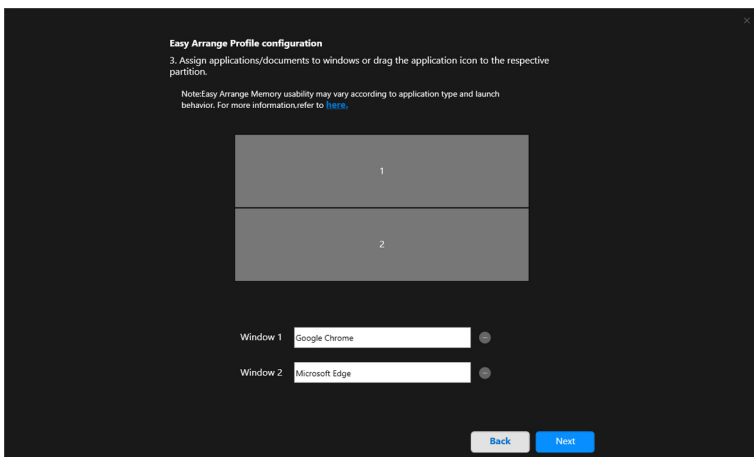 Easy Arrange Profile configuration
3. Assign applications/documents to windows or drag the application icon to the respective
partition.
Note:Easy Arrange Memory usability may vary according to application type and launch
behavior. For more information,refer to here.
1
2
Window 1 Google Chrome
Window 2 Microsoft Edge
Back Next